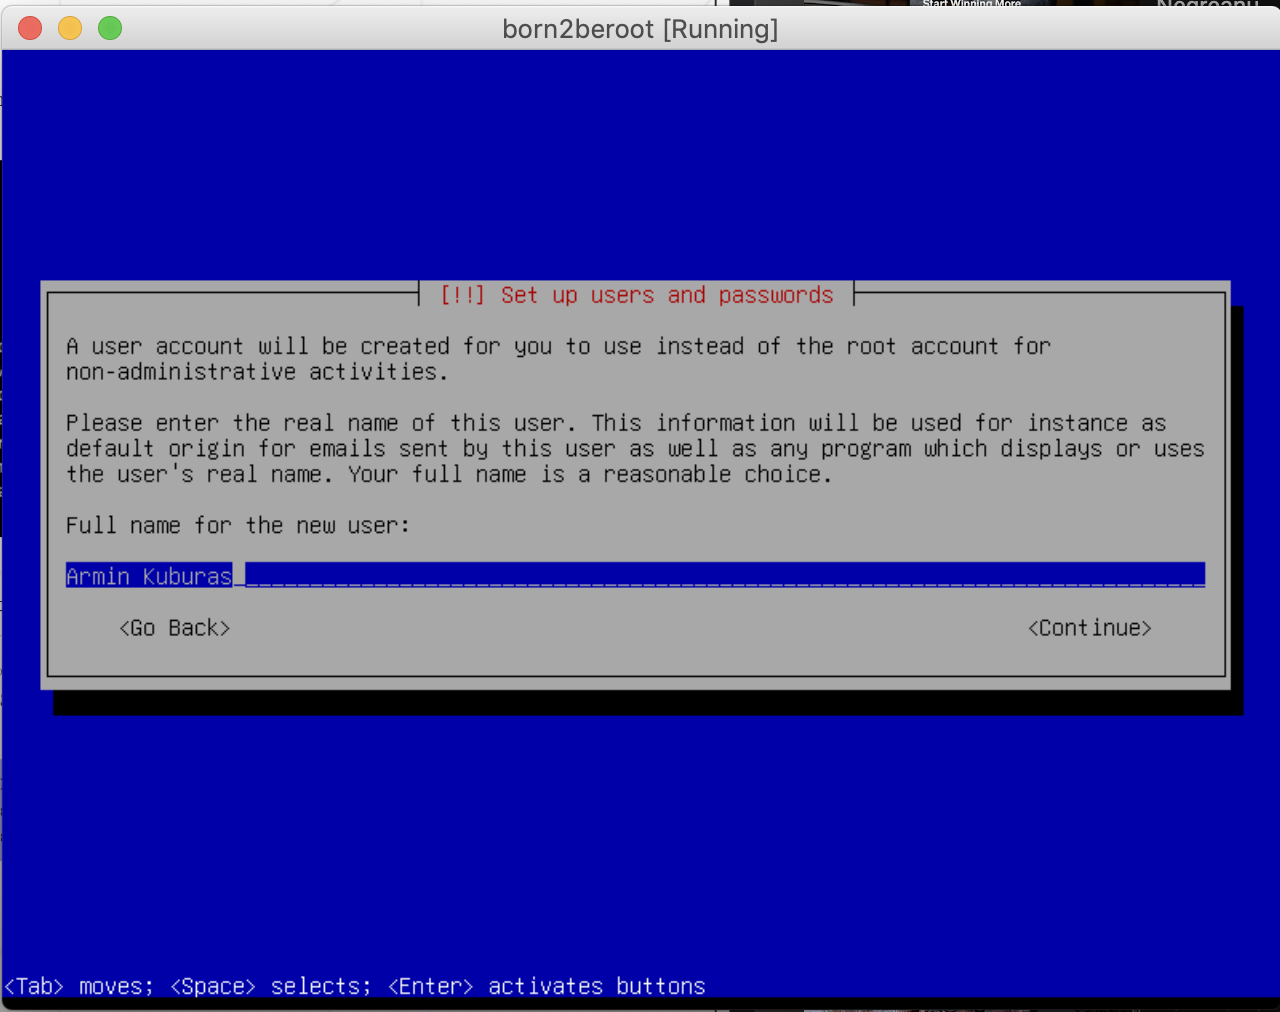 Start Winning More
Negreanu
born2beroot [Running]
[!!] Set up users and passwords
A user account will be created for you to use instead of the root account for
non-administrative activities.
Please enter the real name of this user. This information will be used for instance as
default origin for emails sent by this user as well as any program which displays or uses
the user's real name. Your full name is a reasonable choice.
Full name for the new user:
Armin Kuburas
<Go Back> <Continue>
<Tab> moves; <Space> selects; <Enter> activates buttons